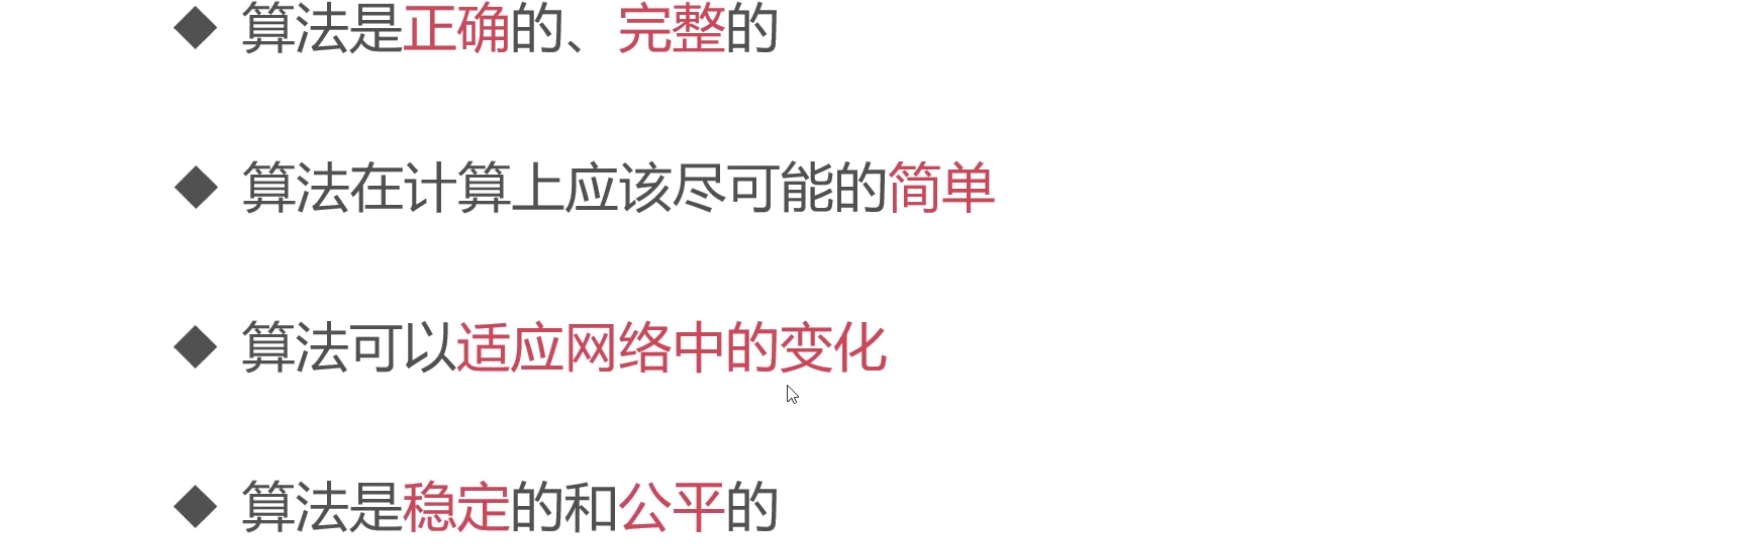 ◆ 算法是正确的、完整的
◆ 算法在计算上应该尽可能的简单
◆ 算法可以适应网络中的变化
◆ 算法是稳定的和公平的